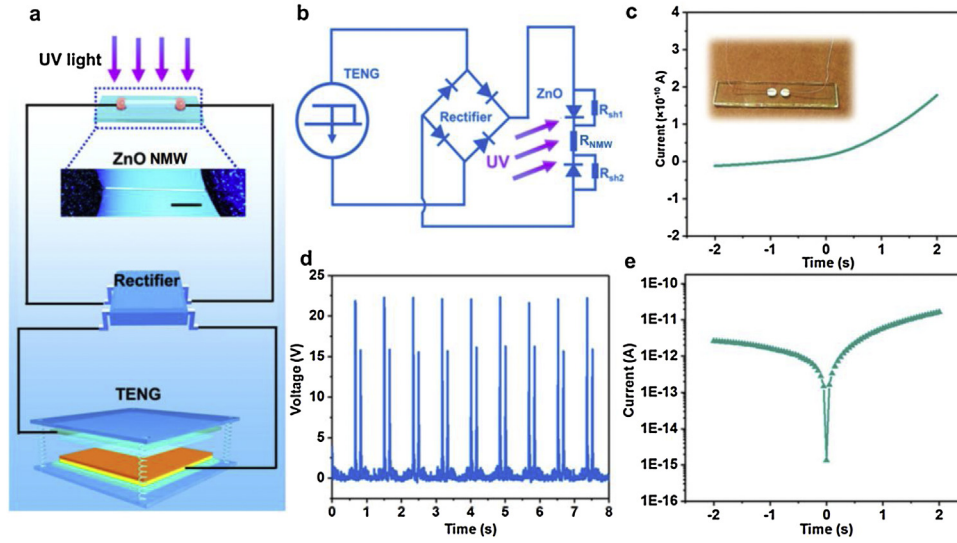 a
UV light
ZnO NMW
Rectifier
TENG
b
TENG
Rectifier
ZnO
UV
R_sh1
R_NMW
R_sh2
c
Current (×10⁻¹⁰ A)
4
3
2
1
0
-1
-2
-2 -1 0 1 2
Time (s)
d
Voltage (V)
25
20
15
10
5
0
0 1 2 3 4 5 6 7 8
Time (s)
e
Current (A)
1E-10
1E-11
1E-12
1E-13
1E-14
1E-15
1E-16
-2 -1 0 1 2
Time (s)